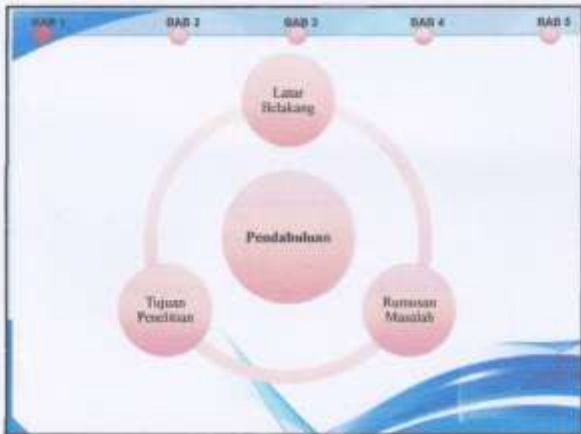 BAB 1 BAB 2 BAB 3 BAB 4 BAB 5
Latar
Belakang
Pendahuluan
Tujuan
Penelitian
Rumusan
Masalah